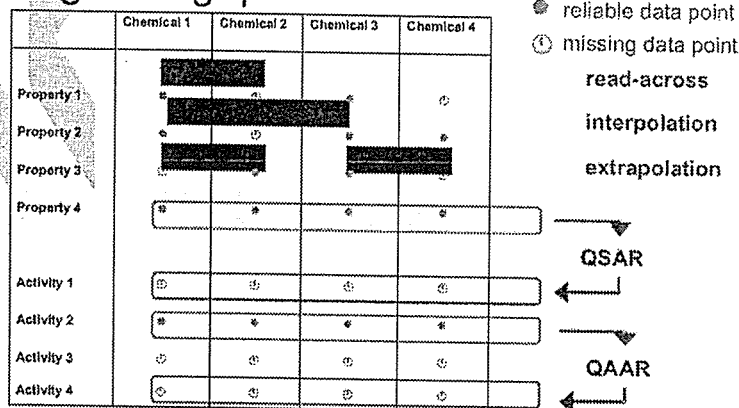 reliable data point
missing data point
Chemical 1 Chemical 2 Chemical 3 Chemical 4
read-across
Property 1
interpolation
Property 2
extrapolation
Property 3
Property 4
QSAR
Activity 1
Activity 2
QAAR
Activity 3
Activity 4